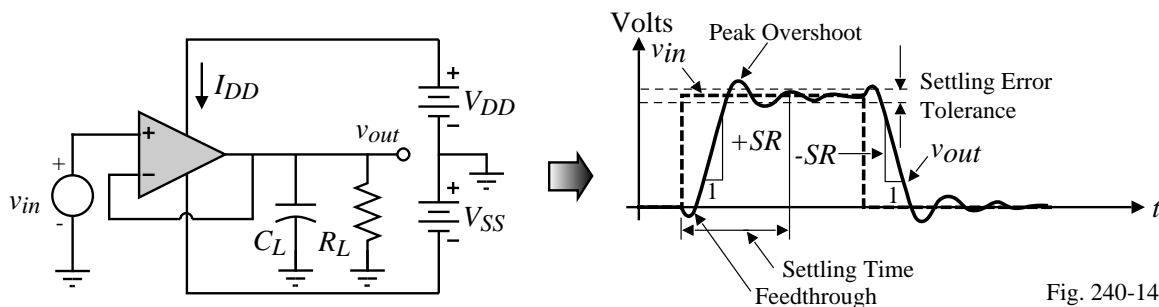 +
-
v_in
+
-
I_DD
v_out
C_L
R_L
+
V_DD
-
+
V_SS
-
Volts
v_in
Peak Overshoot
Settling Error
Tolerance
+SR
1
-SR
1
v_out
t
Settling Time
Feedthrough
Fig. 240-14